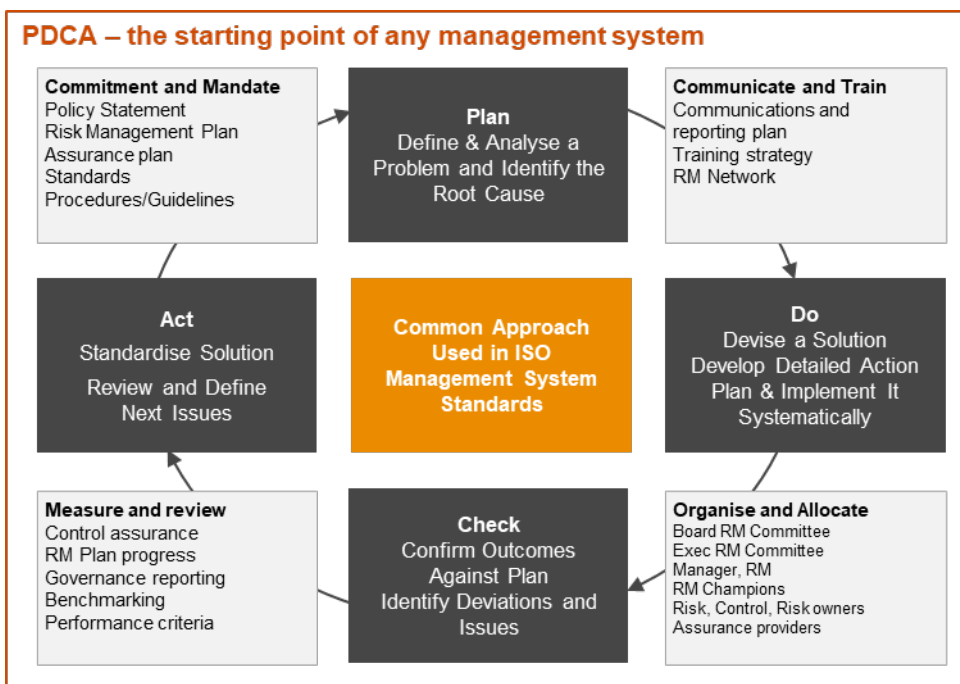 PDCA – the starting point of any management system
Commitment and Mandate
Policy Statement
Risk Management Plan
Assurance plan
Standards
Procedures/Guidelines
Plan
Define & Analyse a
Problem and Identify the
Root Cause
Communicate and Train
Communications and
reporting plan
Training strategy
RM Network
Act
Standardise Solution
Review and Define
Next Issues
Common Approach
Used in ISO
Management System
Standards
Do
Devise a Solution
Develop Detailed Action
Plan & Implement It
Systematically
Measure and review
Control assurance
RM Plan progress
Governance reporting
Benchmarking
Performance criteria
Check
Confirm Outcomes
Against Plan
Identify Deviations and
Issues
Organise and Allocate
Board RM Committee
Exec RM Committee
Manager, RM
RM Champions
Risk, Control, Risk owners
Assurance providers